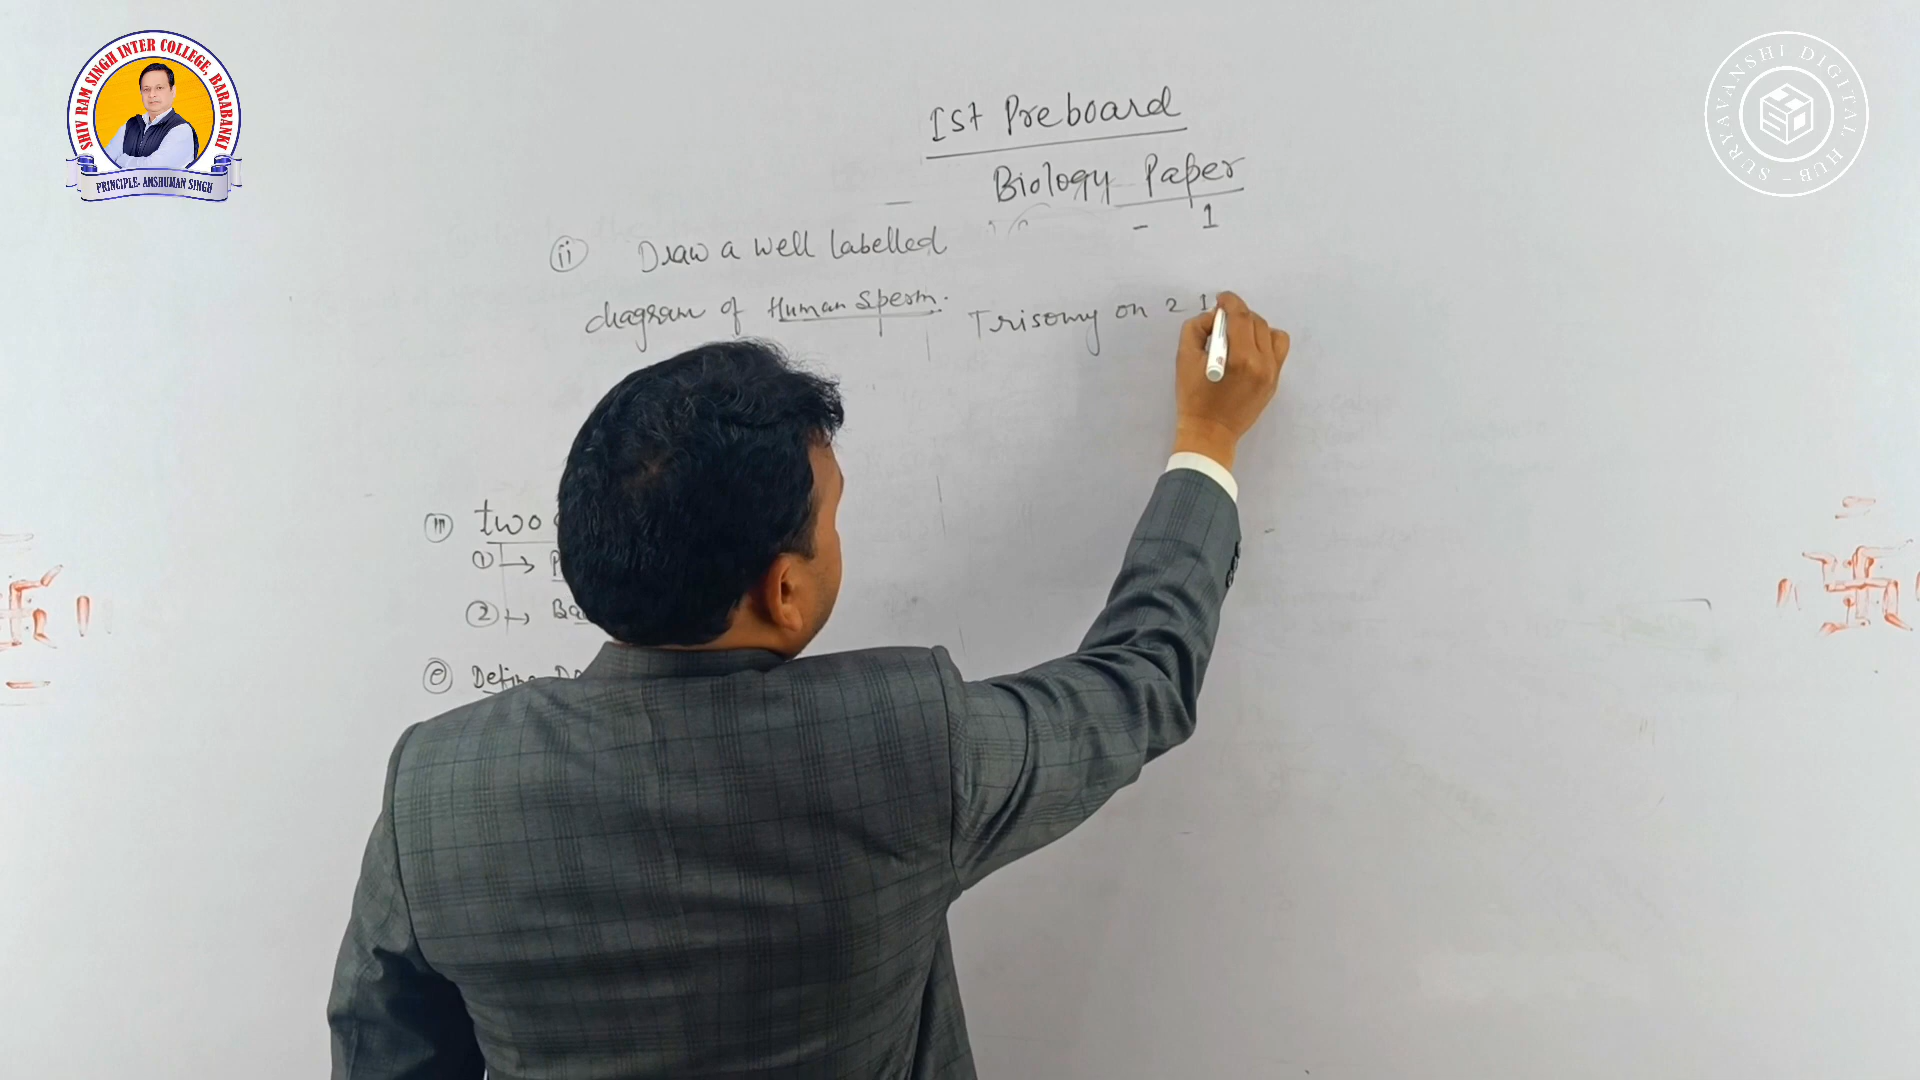 SHIV RAM SINGH INTER COLLEGE, BARABANKI
PRINCIPLE- ANSHUMAN SINGH
SURYAVANSHI DIGITAL HUB -
Ist Preboard
Biology Paper
- 1
(ii) Draw a well labelled
diagram of Human Sperm.
Trisomy on 21
(iii) two
① → P
② → Ba
(e) Define Do